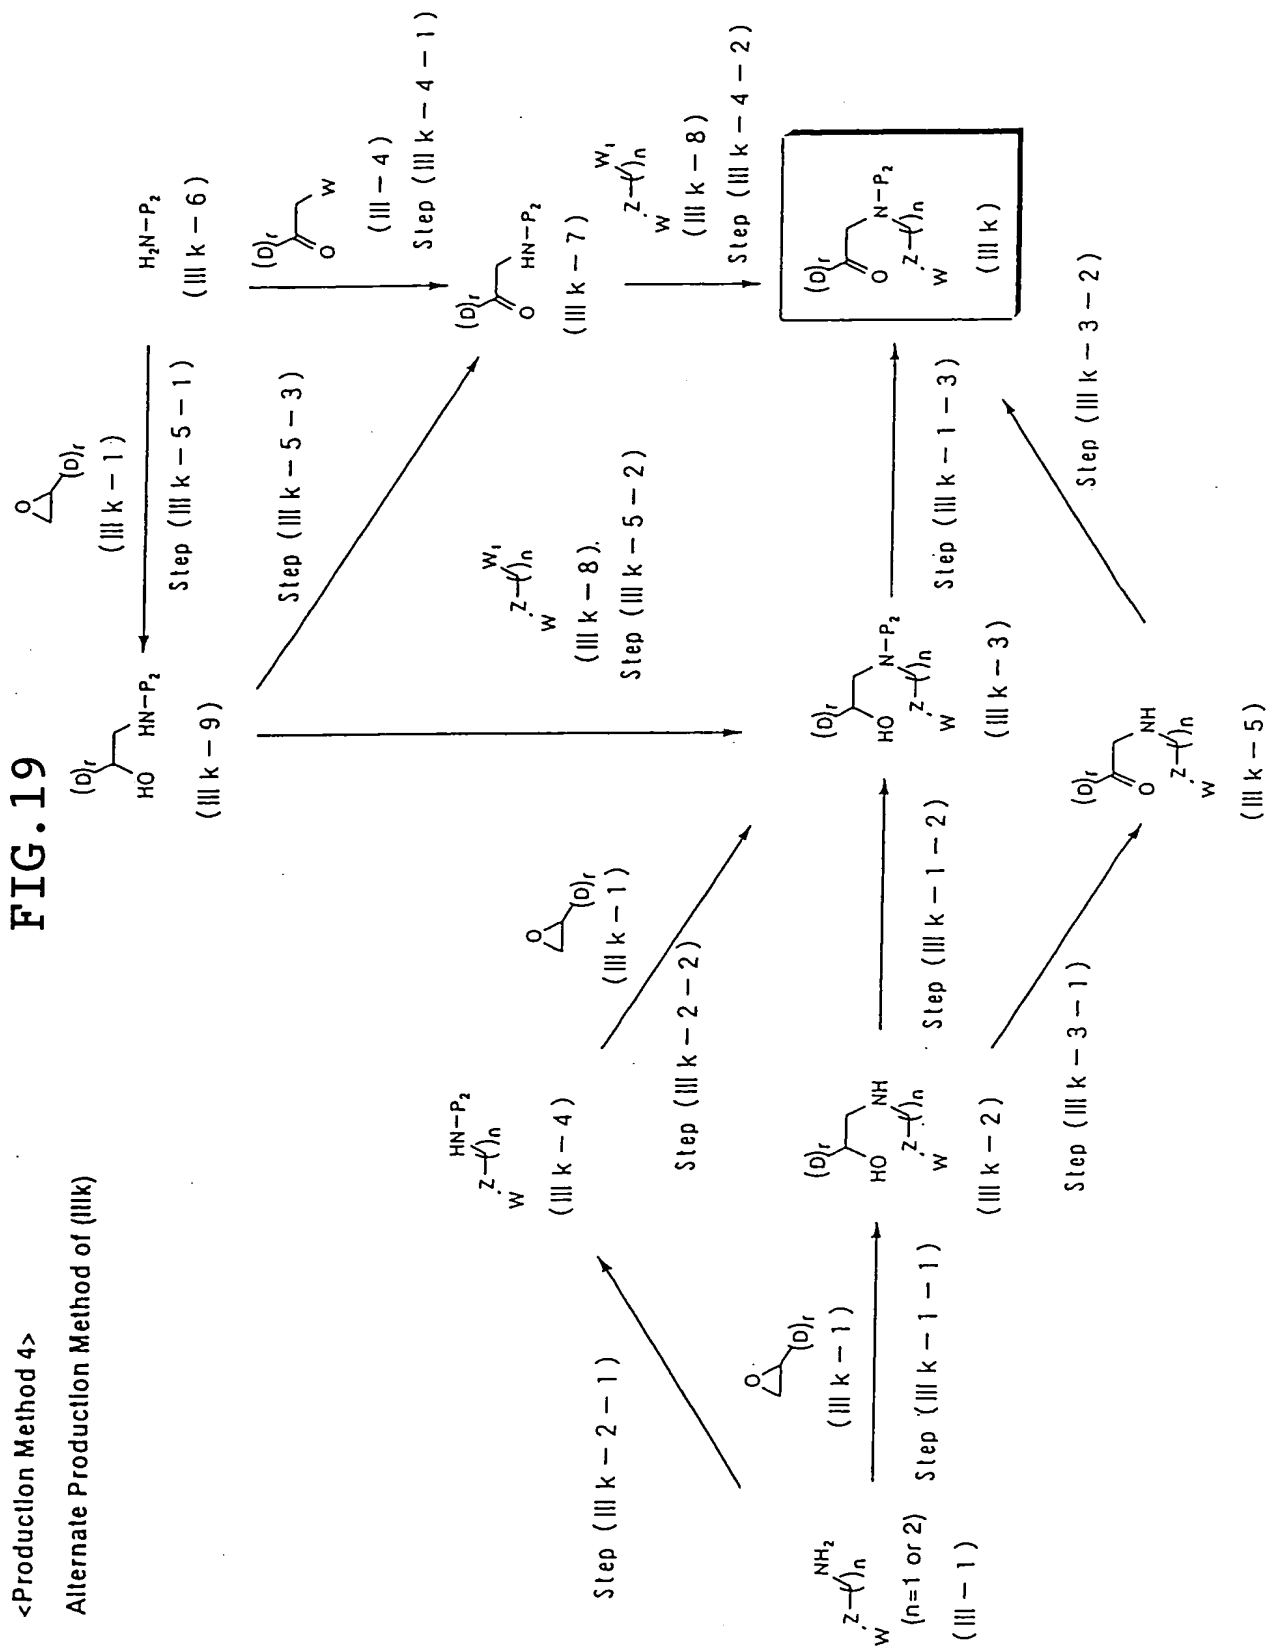 FIG.19
<Production Method 4>
Alternate Production Method of (IIIk)
(D)r
HO
HN-P2
(III k-9)
O
(D)r
(III k-1)
Step (III k-5-1)
H2N-P2
(III k-6)
Step (III k-5-3)
(D)r
O
W
(III-4)
Step (III k-4-1)
(D)r
O
HN-P2
(III k-7)
W
Z
( )n
W1
(III k-8)
Step (III k-4-2)
W
Z
( )n
W1
(III k-8).
Step (III k-5-2)
HN-P2
Z
( )n
W
(III k-4)
O
(D)r
(III k-1)
Step (III k-2-2)
Step (III k-2-1)
NH2
Z
( )n
W
(n=1 or 2)
(III-1)
O
(D)r
(III k-1)
Step (III k-1-1)
(D)r
HO
NH
Z
( )n
W
(III k-2)
Step (III k-1-2)
(D)r
HO
N-P2
Z
( )n
W
(III k-3)
Step (III k-1-3)
(D)r
O
N-P2
Z
( )n
W
(III k)
Step (III k-3-1)
(D)r
O
NH
Z
( )n
W
(III k-5)
Step (III k-3-2)